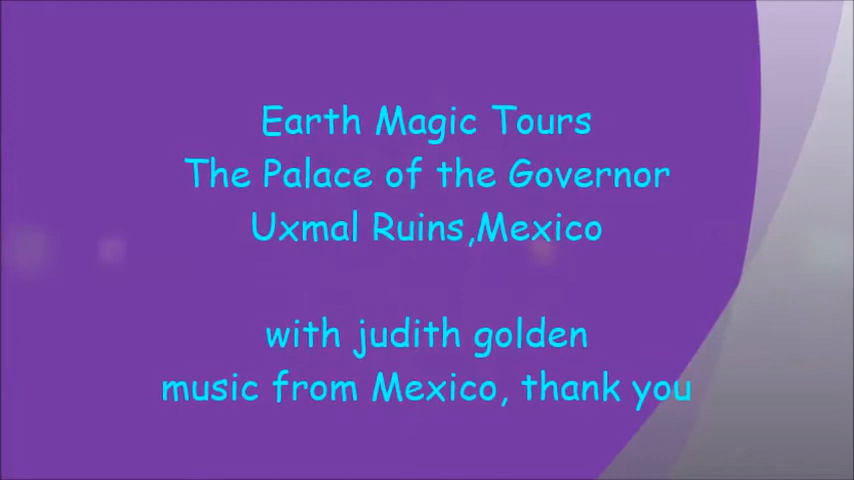 Earth Magic Tours
The Palace of the Governor
Uxmal Ruins,Mexico
with judith golden
music from Mexico, thank you